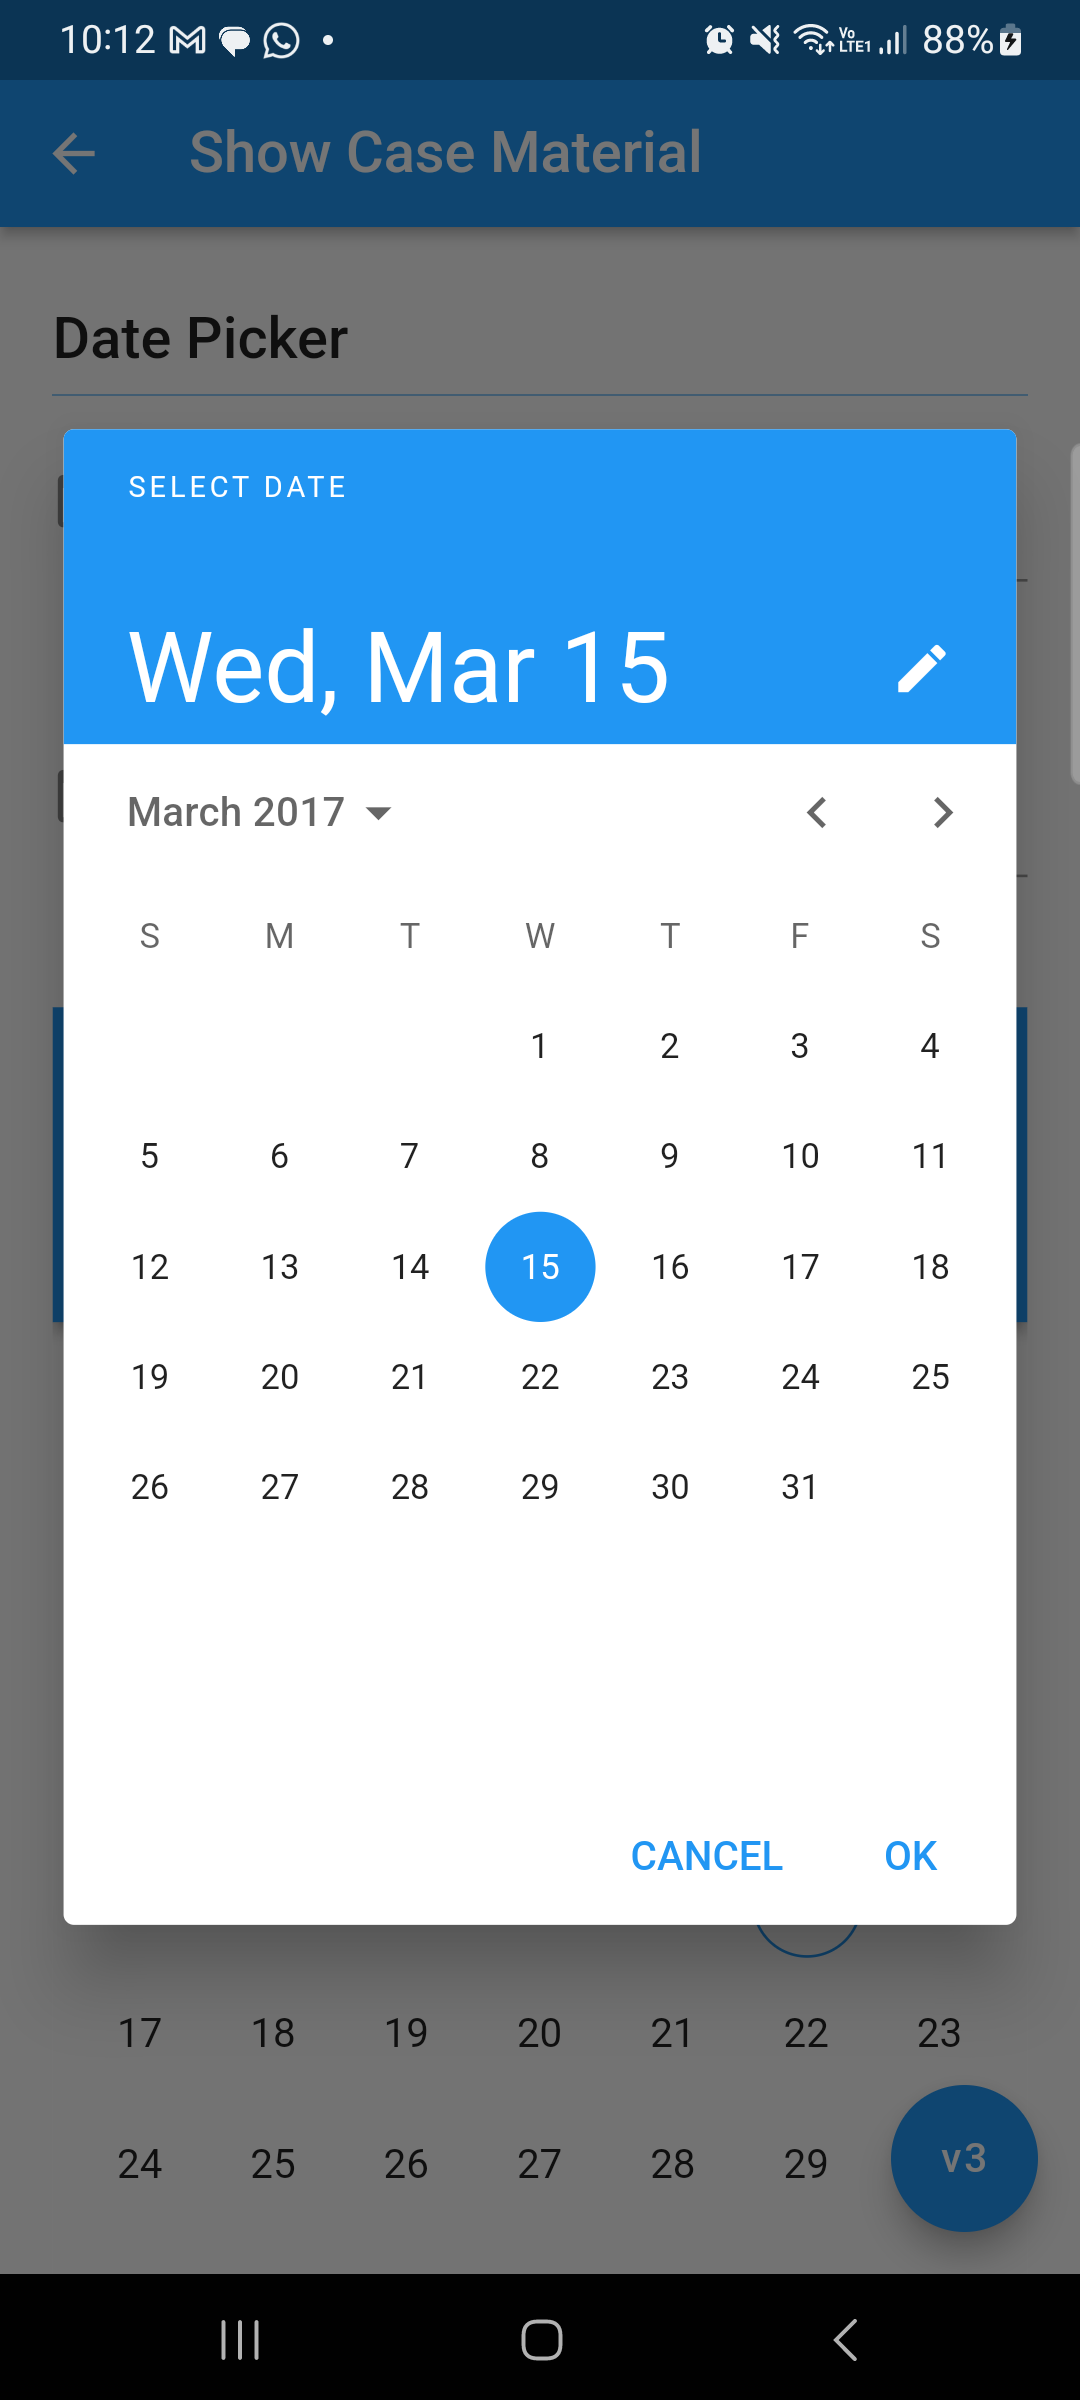 10:12 Vo LTE1 88%
Show Case Material
Date Picker
SELECT DATE
Wed, Mar 15
March 2017
S M T W T F S
1 2 3 4
5 6 7 8 9 10 11
12 13 14 15 16 17 18
19 20 21 22 23 24 25
26 27 28 29 30 31
CANCEL OK
17 18 19 20 21 22 23
24 25 26 27 28 29
v3